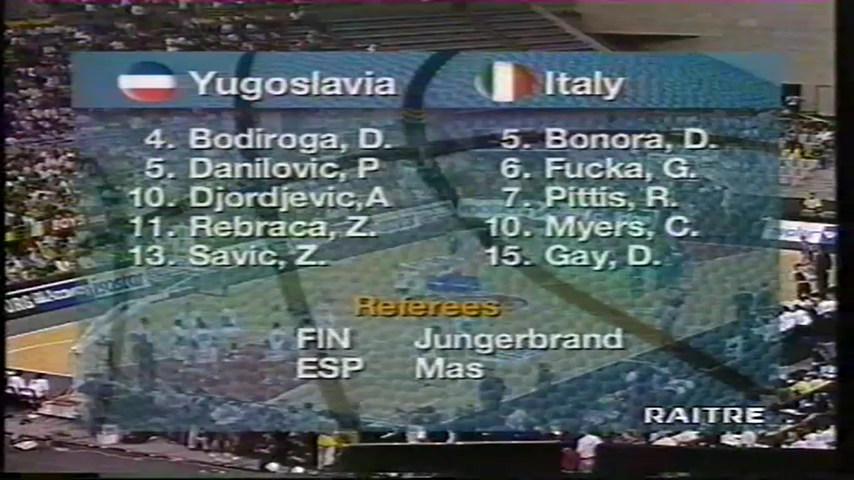 Yugoslavia Italy
4. Bodiroga, D. 5. Bonora, D.
5. Danilovic, P 6. Fucka, G.
10. Djordjevic,A 7. Pittis, R.
11. Rebraca, Z. 10. Myers, C.
13. Savic, Z. 15. Gay, D.
Referees
FIN Jungerbrand
ESP Mas
RAITRE